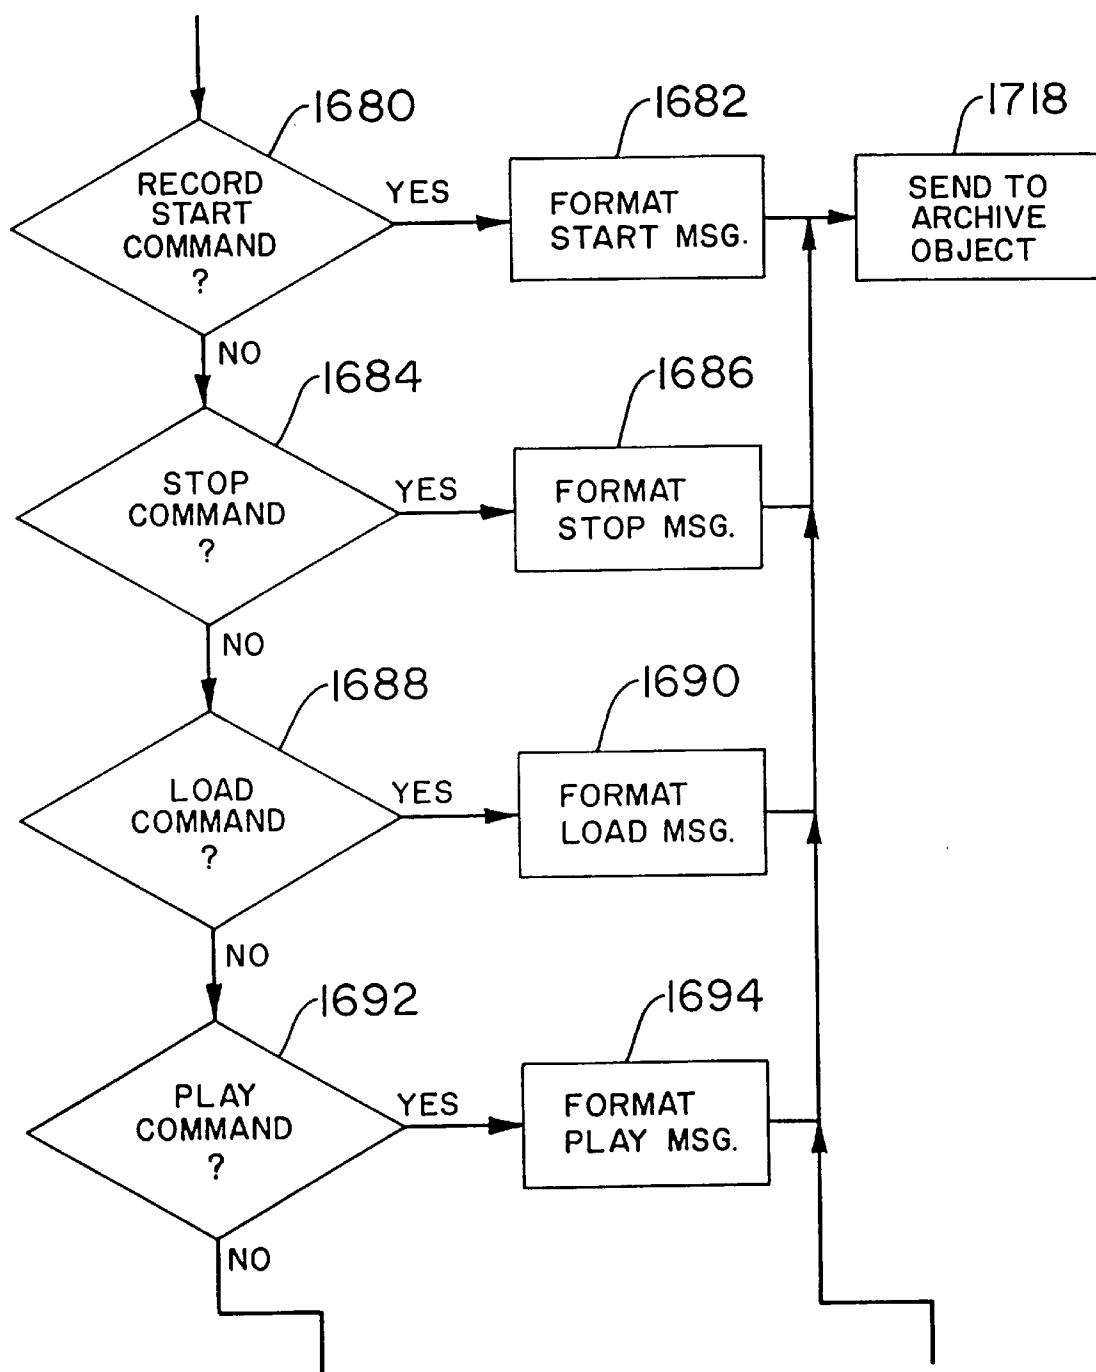 1680
1682
1718
RECORD
START
COMMAND
?
YES
FORMAT
START MSG.
SEND TO
ARCHIVE
OBJECT
NO
1684
1686
STOP
COMMAND
?
YES
FORMAT
STOP MSG.
NO
1688
1690
LOAD
COMMAND
?
YES
FORMAT
LOAD MSG.
NO
1692
1694
PLAY
COMMAND
?
YES
FORMAT
PLAY MSG.
NO